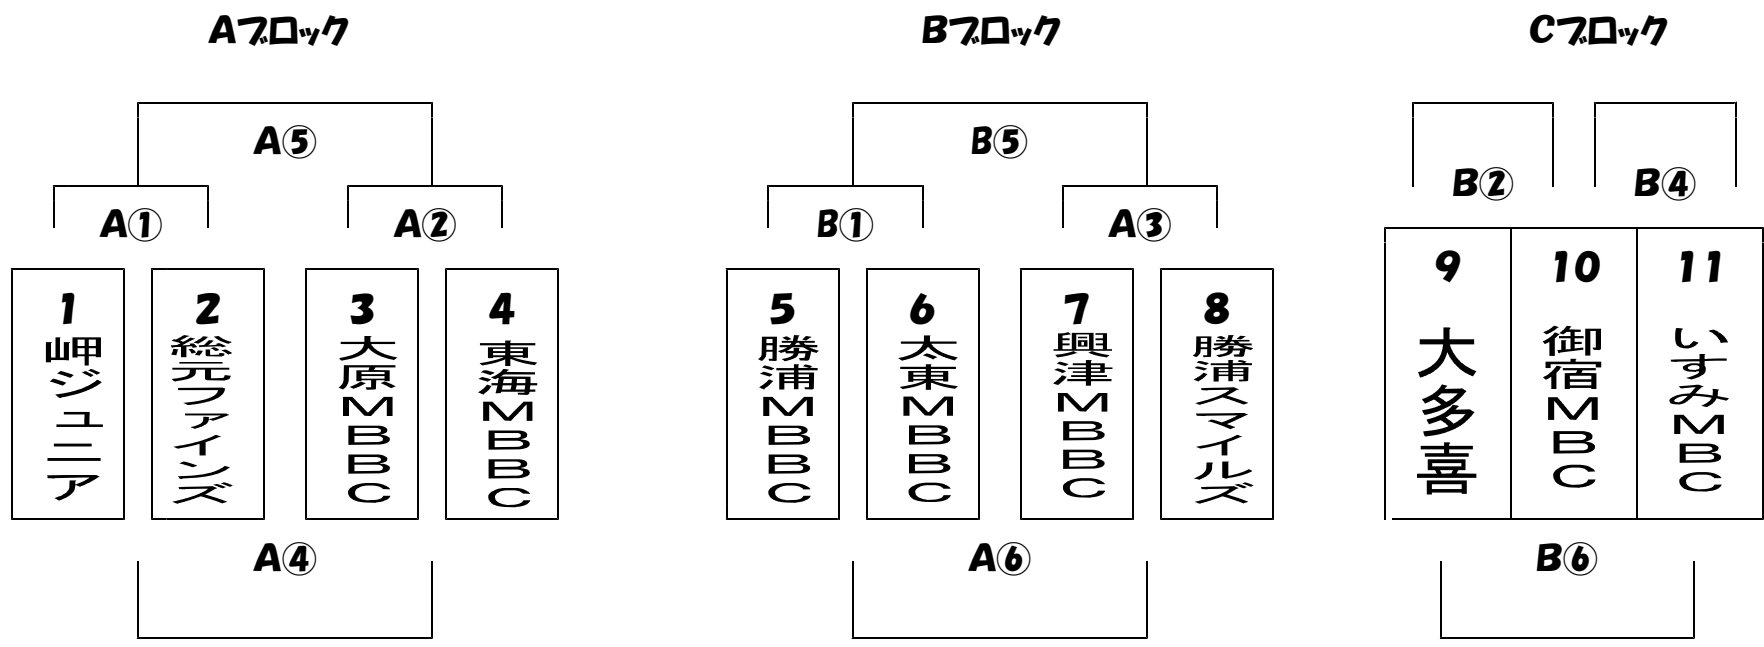 Aブロック
A⑤
A①
A②
1
岬ジュニア
2
総元ファインズ
3
大原MBBC
4
東海MBBC
A④
Bブロック
B⑤
B①
A③
5
勝浦MBBC
6
太東MBBC
7
興津MBBC
8
勝浦スマイルズ
A⑥
Cブロック
B②
B④
9
大多喜
10
御宿MBC
11
いすみMBC
B⑥